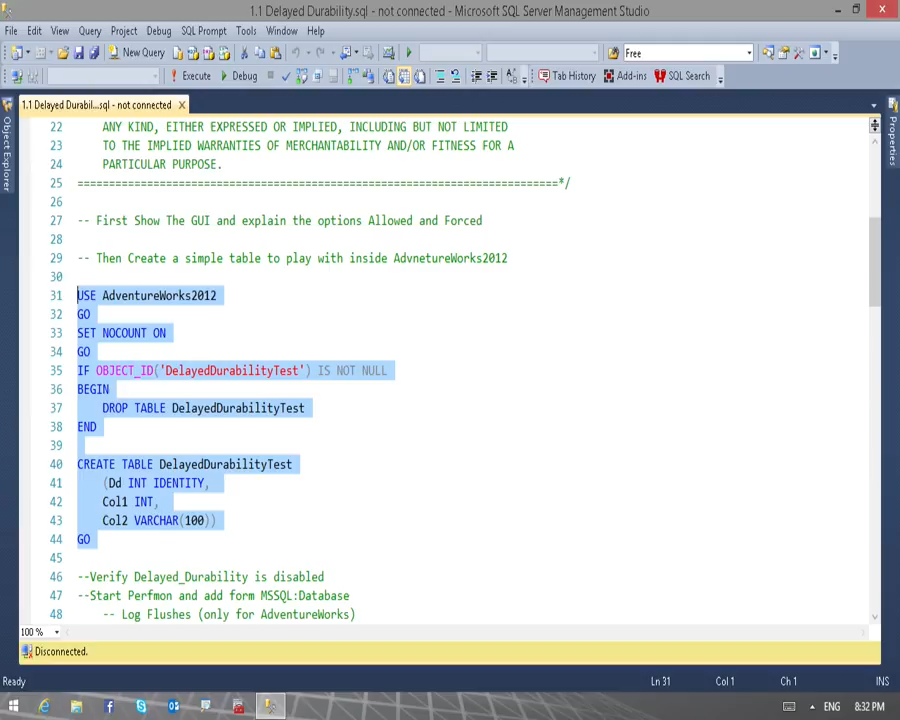 1.1 Delayed Durability.sql - not connected - Microsoft SQL Server Management Studio
File Edit View Query Project Debug SQL Prompt Tools Window Help
New Query Free
Execute Debug Tab History Add-ins SQL Search
1.1 Delayed Durabil...sql - not connected
Object Explorer
Properties
22 ANY KIND, EITHER EXPRESSED OR IMPLIED, INCLUDING BUT NOT LIMITED
23 TO THE IMPLIED WARRANTIES OF MERCHANTABILITY AND/OR FITNESS FOR A
24 PARTICULAR PURPOSE.
25 =============================================================================*/
26
27 -- First Show The GUI and explain the options Allowed and Forced
28
29 -- Then Create a simple table to play with inside AdvnetureWorks2012
30
31 USE AdventureWorks2012
32 GO
33 SET NOCOUNT ON
34 GO
35 IF OBJECT_ID('DelayedDurabilityTest') IS NOT NULL
36 BEGIN
37 DROP TABLE DelayedDurabilityTest
38 END
39
40 CREATE TABLE DelayedDurabilityTest
41 (Dd INT IDENTITY,
42 Col1 INT,
43 Col2 VARCHAR(100))
44 GO
45
46 --Verify Delayed_Durability is disabled
47 --Start Perfmon and add form MSSQL:Database
48 -- Log Flushes (only for AdventureWorks)
100 %
Disconnected.
Ready Ln 31 Col 1 Ch 1 INS
ENG 8:32 PM